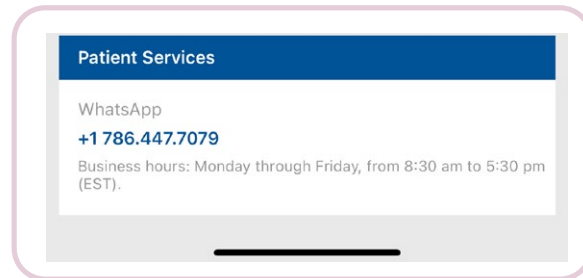 Patient Services
WhatsApp
+1 786.447.7079
Business hours: Monday through Friday, from 8:30 am to 5:30 pm
(EST).